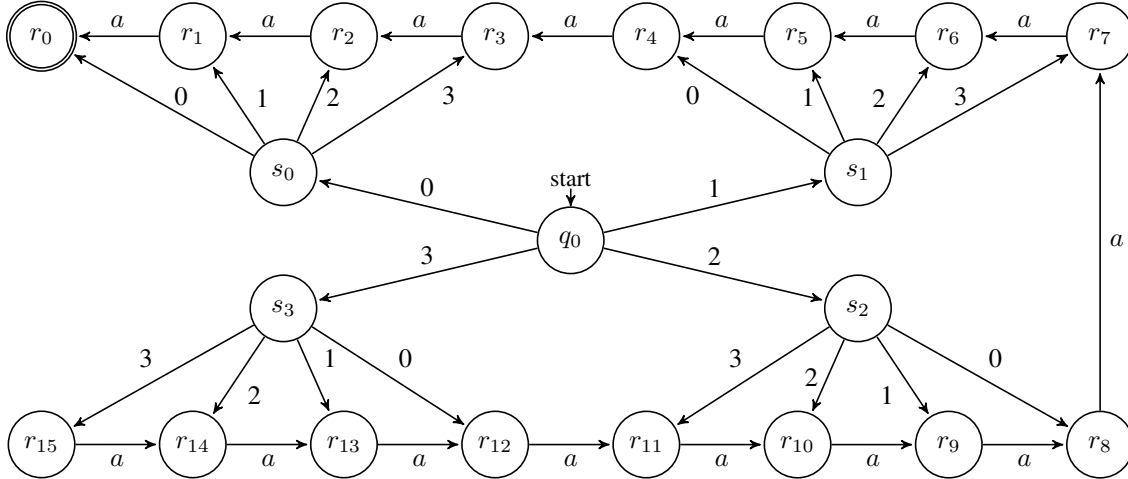 r₀ a r₁ a r₂ a r₃ a r₄ a r₅ a r₆ a r₇
0 1 2 3 0 1 2 3
s₀ s₁
0 start 1
q₀
3 2 a
s₃ s₂
3 2 1 0 3 2 1 0
r₁₅ a r₁₄ a r₁₃ a r₁₂ a r₁₁ a r₁₀ a r₉ a r₈